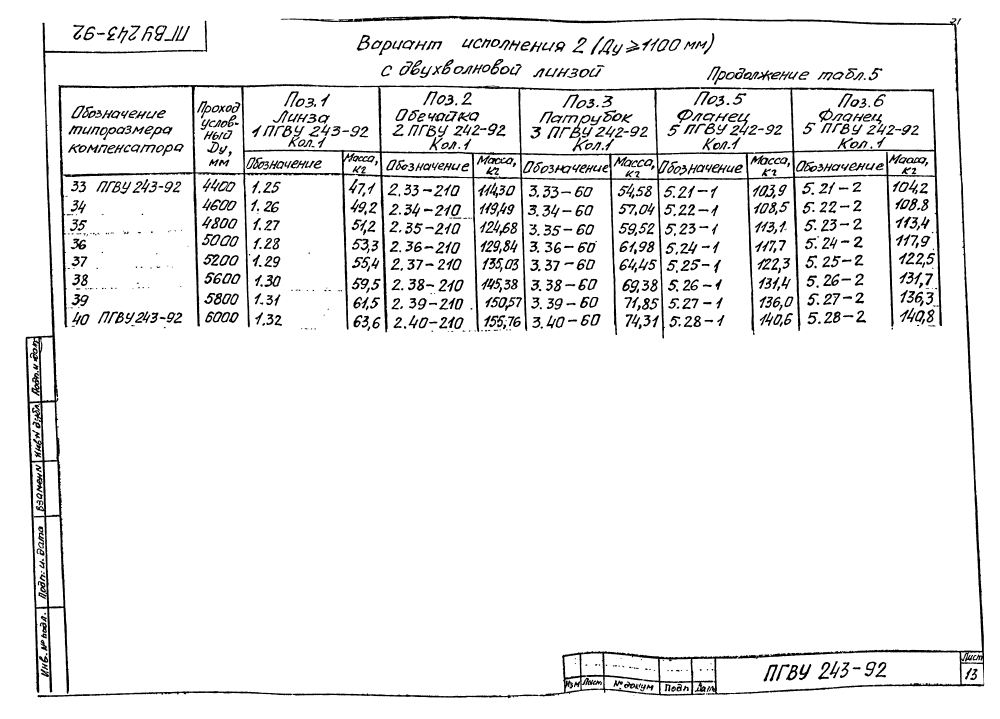 21
ПГВУ 243-92
Вариант исполнения 2 (Ду≥1100 мм)
с двухволновой линзой
Продолжение табл.5
Обозначение типоразмера компенсатора
Проход условный Ду, мм
Поз.1 Линза 1 ПГВУ 243-92 Кол.1
Поз.2 Обечайка 2 ПГВУ 242-92 Кол.1
Поз.3 Патрубок 3 ПГВУ 242-92 Кол.1
Поз.5 Фланец 5 ПГВУ 242-92 Кол.1
Поз.6 Фланец 5 ПГВУ 242-92 Кол.1
Обозначение Масса, кг Обозначение Масса, кг Обозначение Масса, кг Обозначение Масса, кг Обозначение Масса, кг
33 ПГВУ 243-92 4400 1.25 47,1 2.33-210 114,30 3.33-60 54,58 5.21-1 103,9 5.21-2 104,2
34 4600 1.26 49,2 2.34-210 119,49 3.34-60 57,04 5.22-1 108,5 5.22-2 108.8
35 4800 1.27 51,2 2.35-210 124,68 3.35-60 59,52 5.23-1 113,1 5.23-2 113,4
36 5000 1.28 53,3 2.36-210 129,84 3.36-60 61,98 5.24-1 117,7 5.24-2 117,9
37 5200 1.29 55,4 2.37-210 135,03 3.37-60 64,45 5.25-1 122,3 5.25-2 122,5
38 5600 1.30 59,5 2.38-210 145,38 3.38-60 69,38 5.26-1 131,4 5.26-2 131,7
39 5800 1.31 61,5 2.39-210 150,57 3.39-60 71,85 5.27-1 136,0 5.27-2 136,3
40 ПГВУ 243-92 6000 1.32 63,6 2.40-210 155,76 3.40-60 74,31 5.28-1 140,6 5.28-2 140,8
Подп. и дата
Инв N дубл.
Взамен N
Подп. и. дата
Инв. № подл.
Изм Лист № докум Подп Дата
ПГВУ 243-92
Лист
13